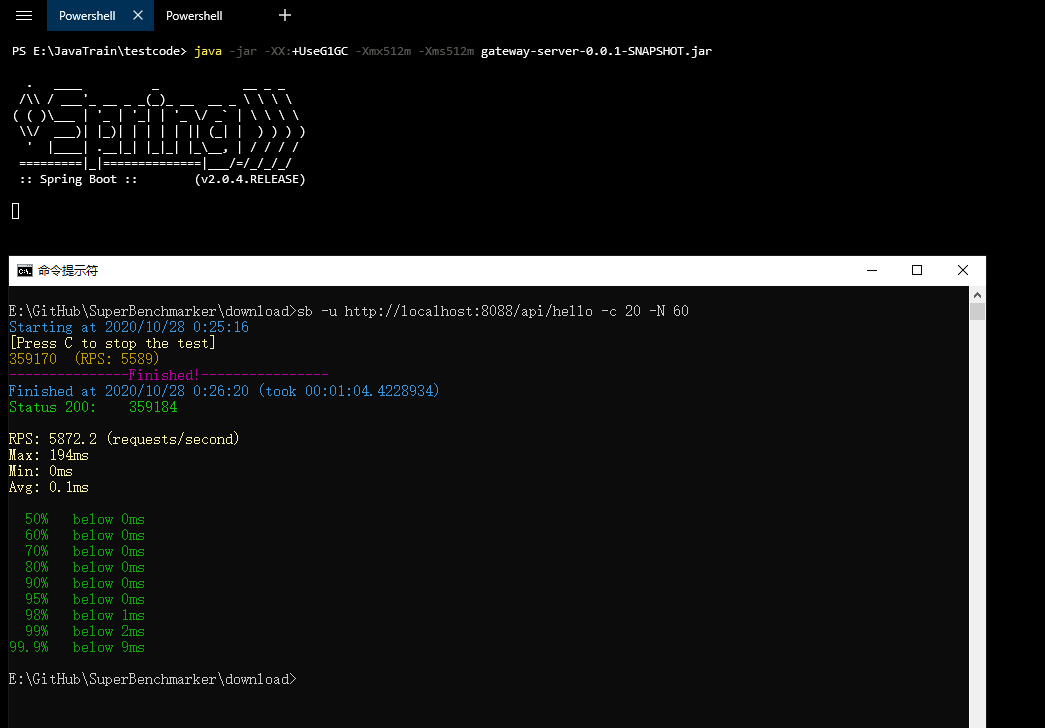 Powershell
Powershell
PS E:\JavaTrain\testcode> java -jar -XX:+UseG1GC -Xmx512m -Xms512m gateway-server-0.0.1-SNAPSHOT.jar
  .   ____          _            __ _ _
 /\\ / ___'_ __ _ _(_)_ __  __ _ \ \ \ \
( ( )\___ | '_ | '_| | '_ \/ _` | \ \ \ \
 \\/  ___)| |_)| | | | | || (_| |  ) ) ) )
  '  |____| .__|_| |_|_| |_\__, | / / / /
 =========|_|==============|___/=/_/_/_/
 :: Spring Boot ::        (v2.0.4.RELEASE)
命令提示符
E:\GitHub\SuperBenchmarker\download>sb -u http://localhost:8088/api/hello -c 20 -N 60
Starting at 2020/10/28 0:25:16
[Press C to stop the test]
359170  (RPS: 5589)
---------------Finished!----------------
Finished at 2020/10/28 0:26:20 (took 00:01:04.4228934)
Status 200:    359184
RPS: 5872.2 (requests/second)
Max: 194ms
Min: 0ms
Avg: 0.1ms
50%   below 0ms
60%   below 0ms
70%   below 0ms
80%   below 0ms
90%   below 0ms
95%   below 0ms
98%   below 1ms
99%   below 2ms
99.9%   below 9ms
E:\GitHub\SuperBenchmarker\download>